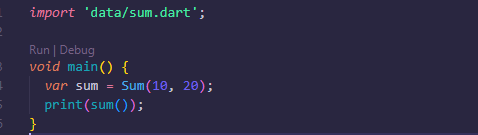 import 'data/sum.dart';
Run | Debug
void main() {
var sum = Sum(10, 20);
print(sum());
}